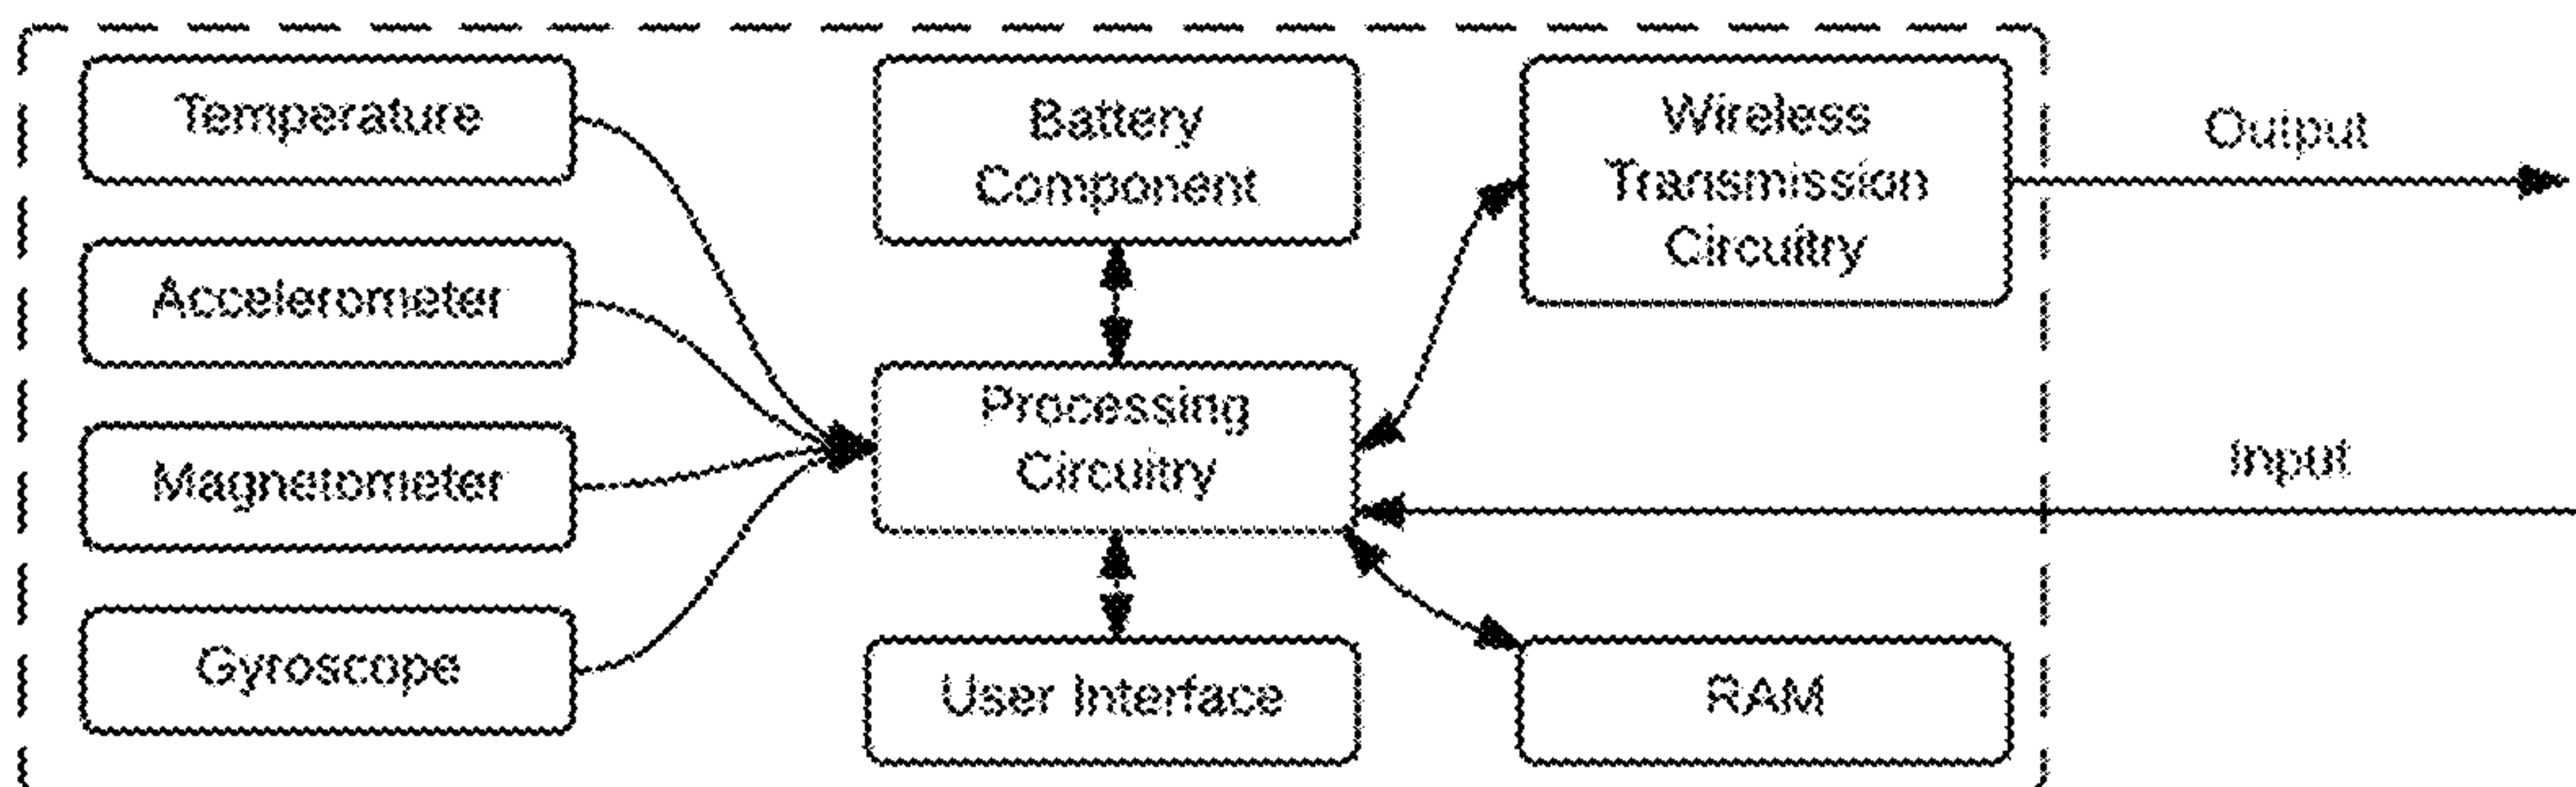 Temperature
Accelerometer
Magnetometer
Gyroscope
Battery
Component
Processing
Circuitry
User Interface
Wireless
Transmission
Circuitry
RAM
Output
Input